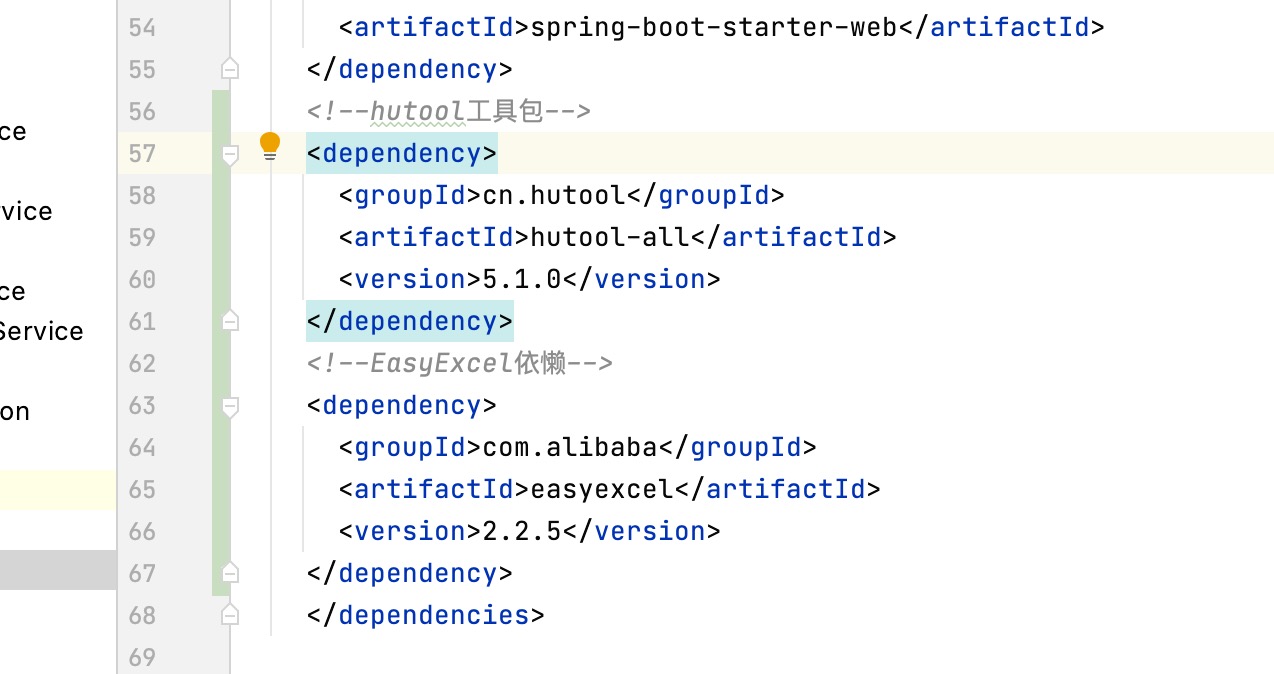 54 <artifactId>spring-boot-starter-web</artifactId>
55 </dependency>
56 <!--hutool工具包-->
ce
57 <dependency>
58 <groupId>cn.hutool</groupId>
vice
59 <artifactId>hutool-all</artifactId>
60 <version>5.1.0</version>
ce
61 </dependency>
Service
62 <!--EasyExcel依懒-->
63 <dependency>
on
64 <groupId>com.alibaba</groupId>
65 <artifactId>easyexcel</artifactId>
66 <version>2.2.5</version>
67 </dependency>
68 </dependencies>
69